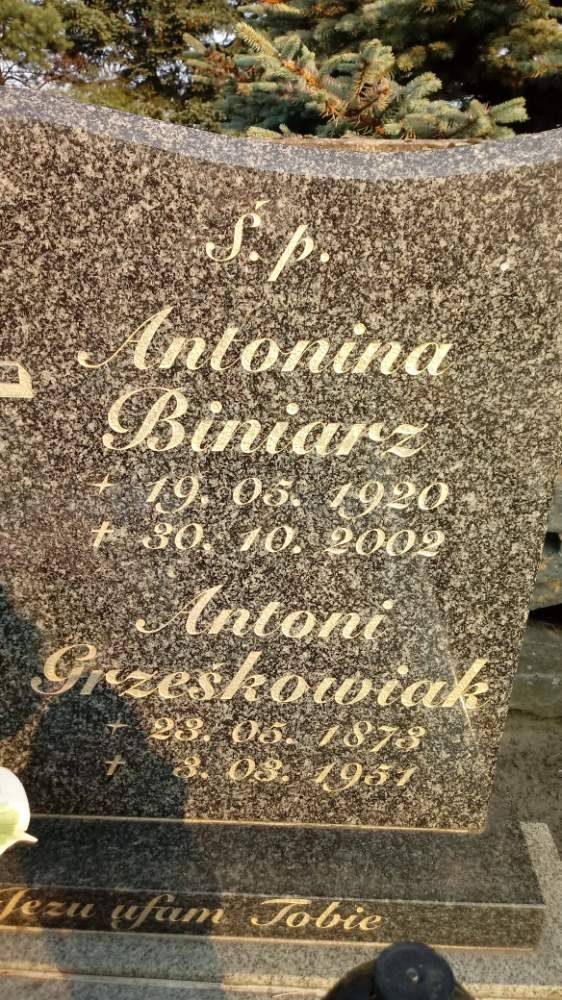 Ś. p.
Antonina
Biniarz
* 19. 05. 1920
† 30. 10. 2002
Antoni
Grześkowiak
* 23. 05. 1873
† 3. 03. 1951
Jezu ufam Tobie